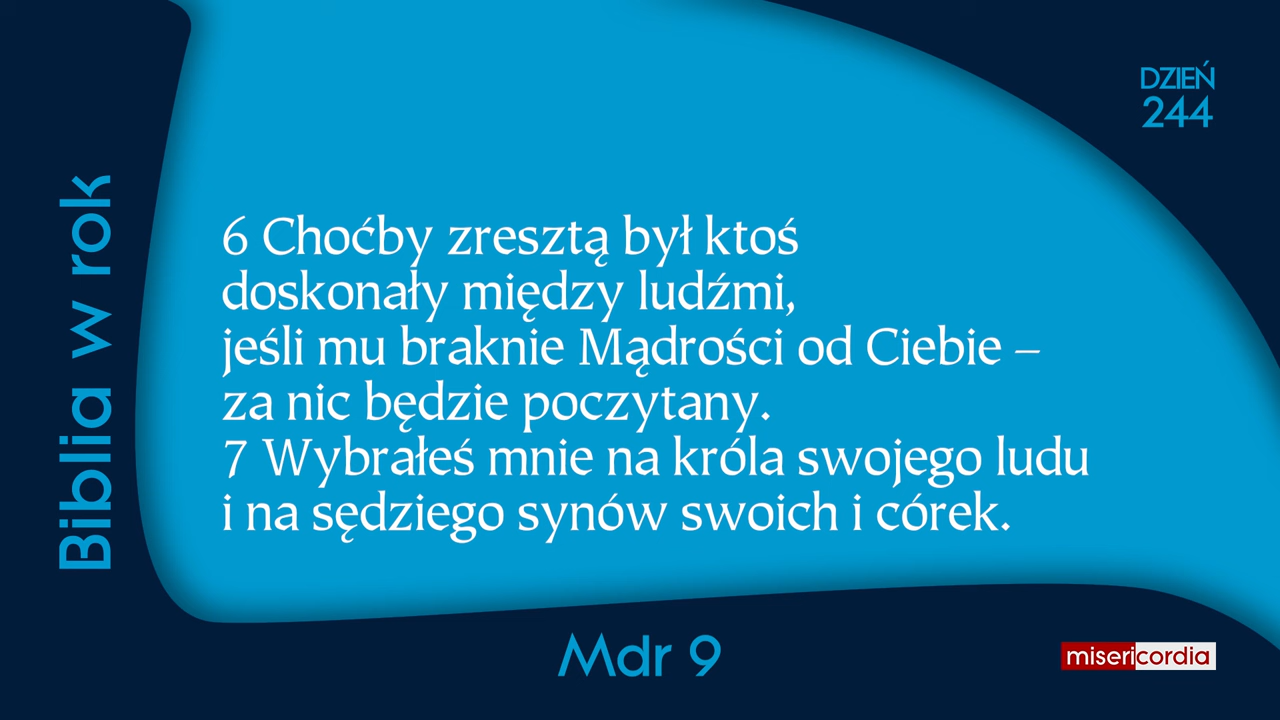 DZIEŃ
244
Biblia w rok
6 Choćby zresztą był ktoś
doskonały między ludźmi,
jeśli mu braknie Mądrości od Ciebie –
za nic będzie poczytany.
7 Wybrałeś mnie na króla swojego ludu
i na sędziego synów swoich i córek.
Mdr 9
misericordia